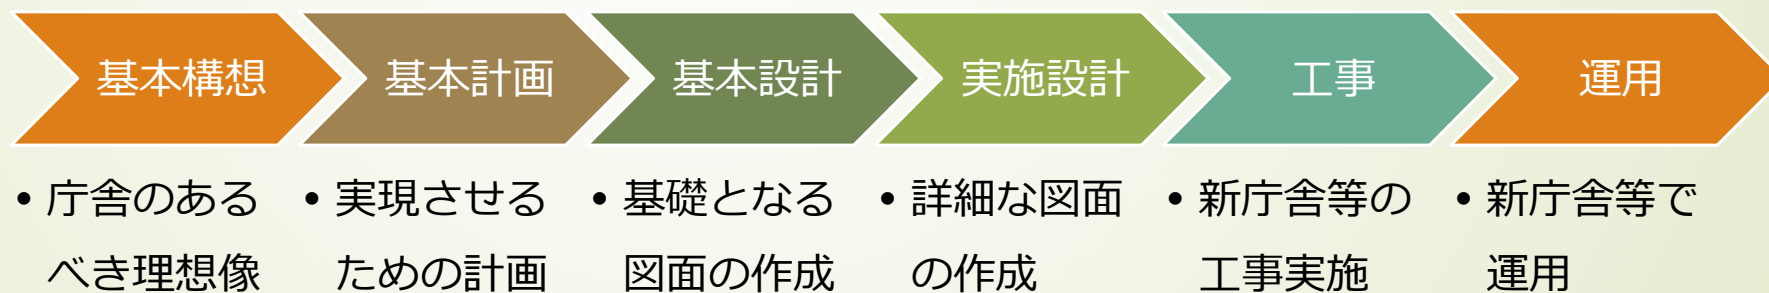 基本構想
基本計画
基本設計
実施設計
工事
運用
• 庁舎のある
べき理想像
• 実現させる
ための計画
• 基礎となる
図面の作成
• 詳細な図面
の作成
• 新庁舎等の
工事実施
• 新庁舎等で
運用